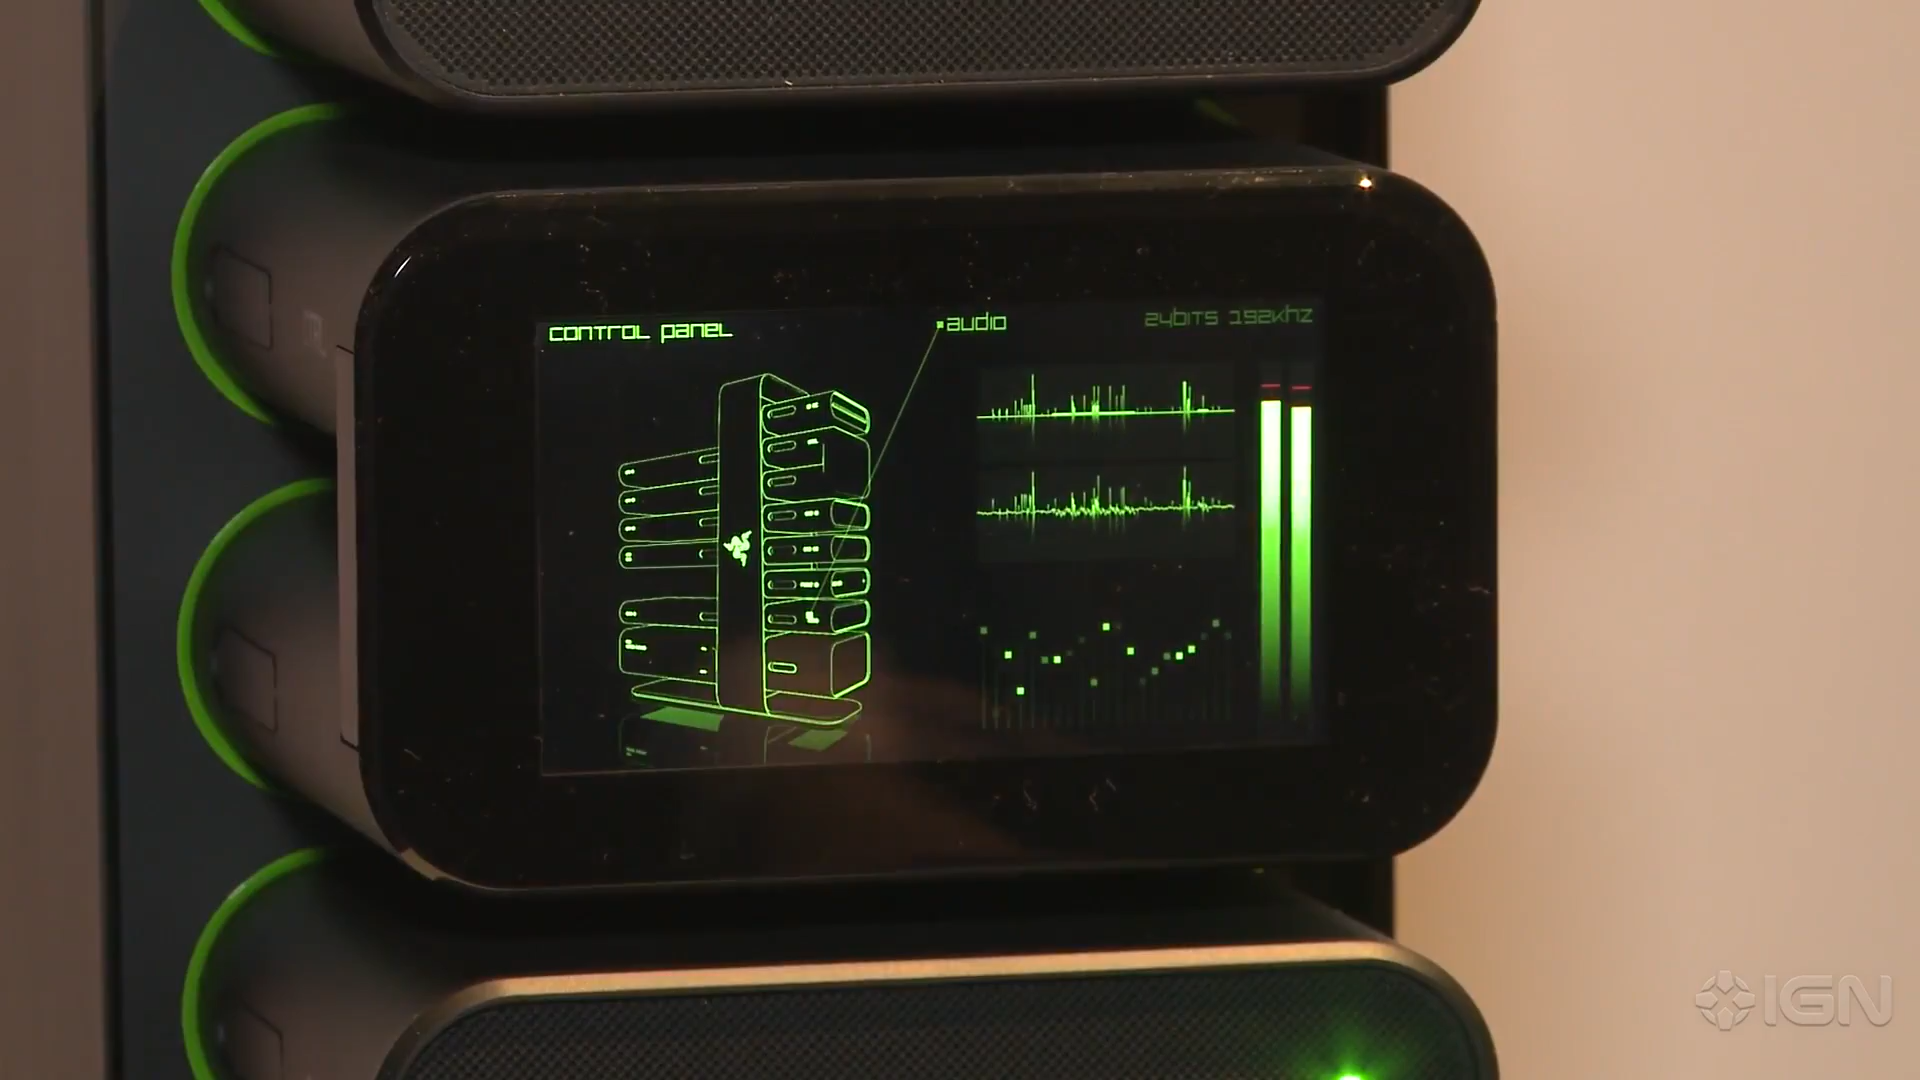 control panel
audio
24bits 192khz
IGN